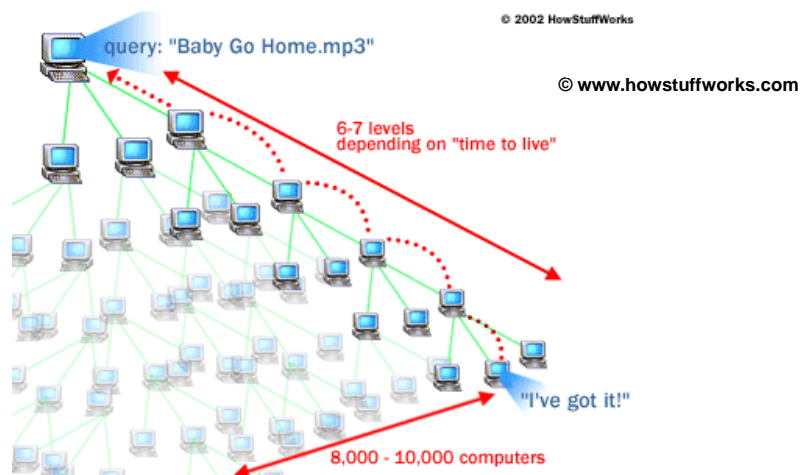 © 2002 HowStuffWorks
query: "Baby Go Home.mp3"
© www.howstuffworks.com
6-7 levels
depending on "time to live"
"I've got it!"
8,000 - 10,000 computers